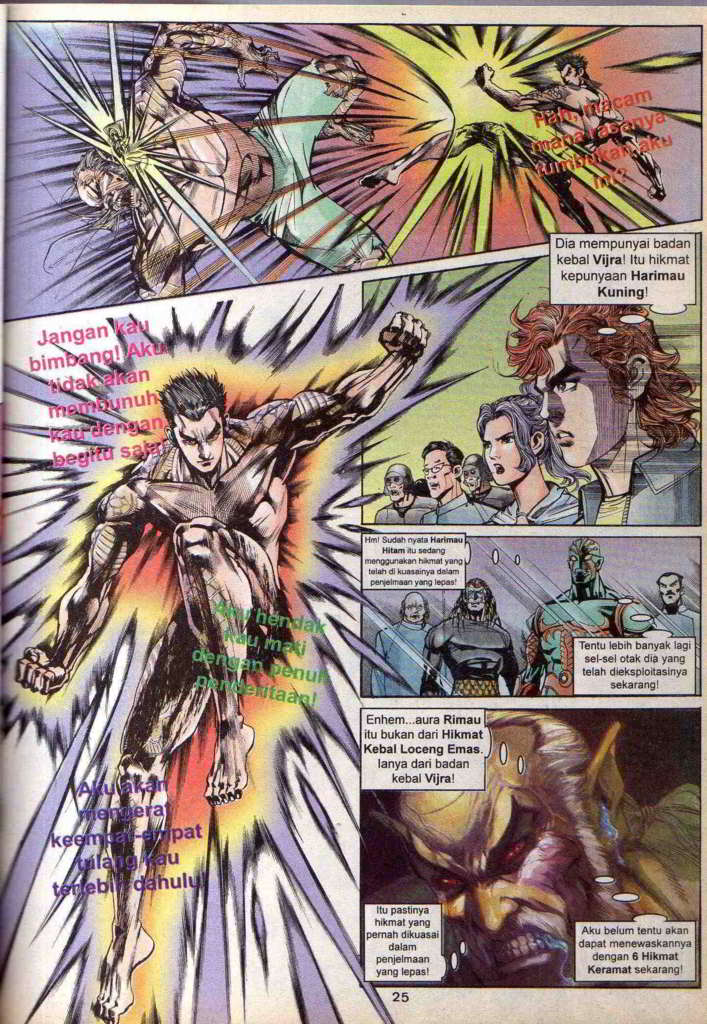 Hah, macam
mana rasanya
tumbukan aku
ini?
Dia mempunyai badan
kebal Vijra! Itu hikmat
kepunyaan Harimau
Kuning!
Jangan kau
bimbang! Aku
tidak akan
membunuh
kau dengan
begitu saja!
Aku hendak
kau mati
dengan penuh
penderitaan!
Aku akan
mengerat
keempat-empat
tulang kau
terlebih dahulu!
Hm! Sudah nyata Harimau
Hitam itu sedang
menggunakan hikmat yang
telah di kuasainya dalam
penjelmaan yang lepas!
Tentu lebih banyak lagi
sel-sel otak dia yang
telah dieksploitasinya
sekarang!
Enhem...aura Rimau
itu bukan dari Hikmat
Kebal Loceng Emas.
Ianya dari badan
kebal Vijra!
Itu pastinya
hikmat yang
pernah dikuasai
dalam
penjelmaan
yang lepas!
Aku belum tentu akan
dapat menewaskannya
dengan 6 Hikmat
Keramat sekarang!
25